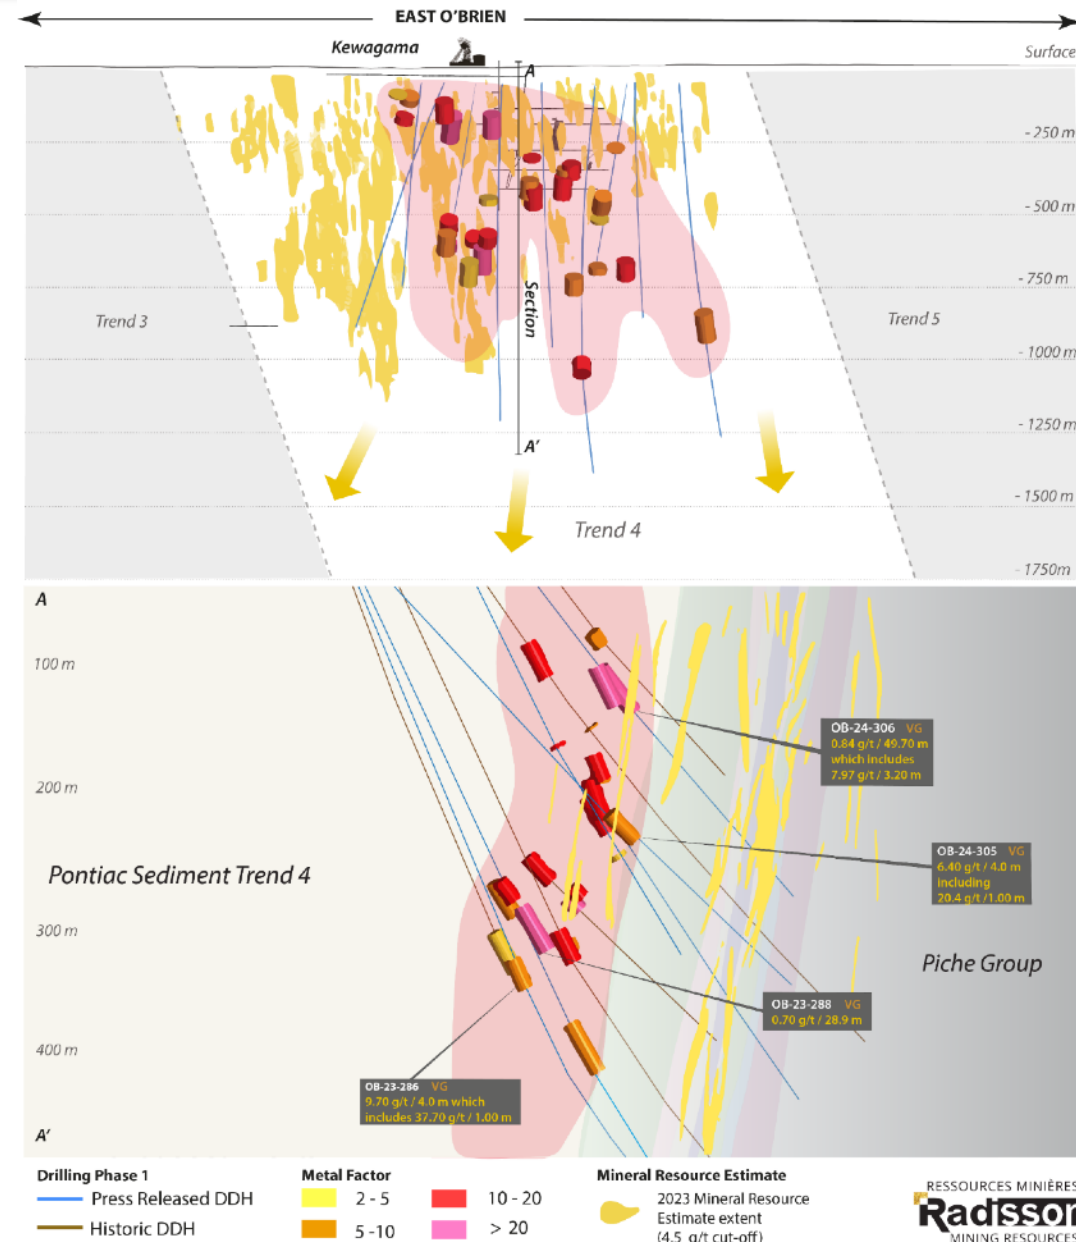 EAST O'BRIEN
Kewagama
Surface
A
- 250 m
- 500 m
- 750 m
Section
Trend 3
Trend 5
- 1000 m
- 1250 m
A'
- 1500 m
Trend 4
- 1750m
A
100 m
OB-24-306 VG
0.84 g/t / 49.70 m
which includes
7.97 g/t / 3.20 m
200 m
OB-24-305 VG
6.40 g/t / 4.0 m
including
20.4 g/t /1.00 m
Pontiac Sediment Trend 4
300 m
Piche Group
OB-23-288 VG
0.70 g/t / 28.9 m
400 m
OB-23-286 VG
9.70 g/t / 4.0 m which
includes 37.70 g/t / 1.00 m
A'
Drilling Phase 1
Press Released DDH
Historic DDH
Metal Factor
2 - 5
10 - 20
5 -10
> 20
Mineral Resource Estimate
2023 Mineral Resource
Estimate extent
(4.5 g/t cut-off)
RESSOURCES MINIÈRES
Radisson
MINING RESOURCES